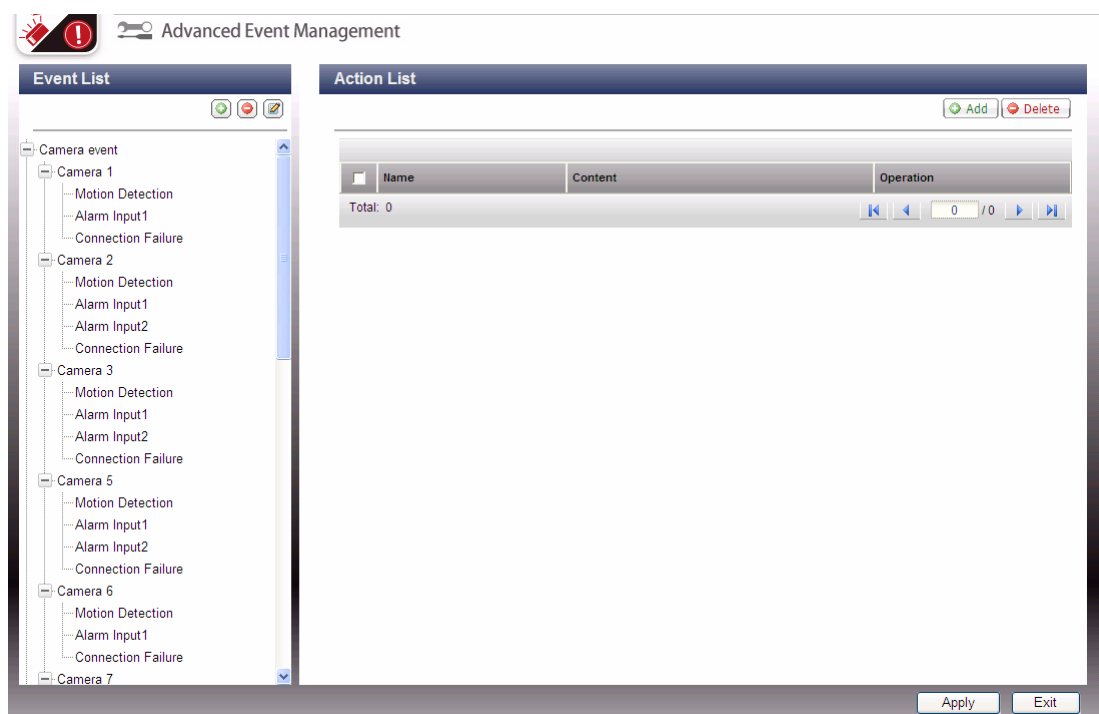 Advanced Event Management
Event List
Action List
Add
Delete
Camera event
Camera 1
Motion Detection
Alarm Input1
Connection Failure
Camera 2
Motion Detection
Alarm Input1
Alarm Input2
Connection Failure
Camera 3
Motion Detection
Alarm Input1
Alarm Input2
Connection Failure
Camera 5
Motion Detection
Alarm Input1
Alarm Input2
Connection Failure
Camera 6
Motion Detection
Alarm Input1
Connection Failure
Camera 7
Name Content Operation
Total: 0 0 / 0
Apply Exit